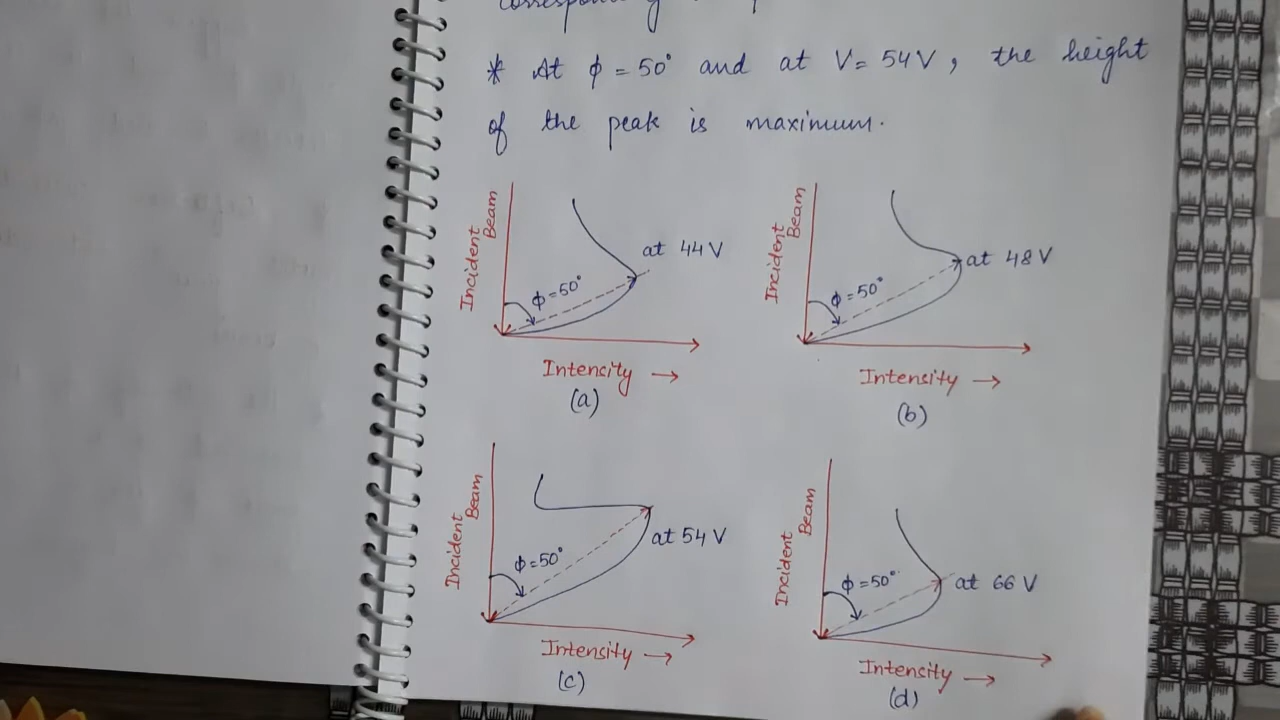 * At ϕ = 50° and at V = 54V, the height
of the peak is maximum.
Incident Beam
ϕ=50°
at 44 V
Intensity →
(a)
Incident Beam
ϕ=50°
at 48 V
Intensity →
(b)
Incident Beam
ϕ=50°
at 54 V
Intensity →
(c)
Incident Beam
ϕ=50°
at 66 V
Intensity →
(d)